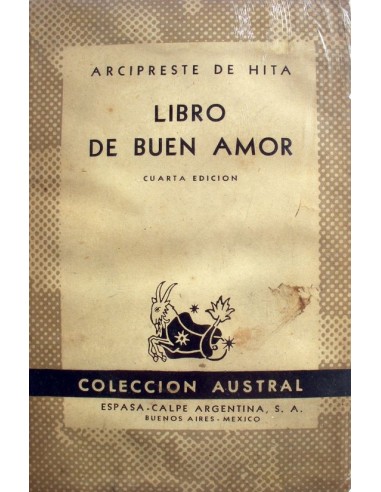 ARCIPRESTE DE HITA
LIBRO
DE BUEN AMOR
CUARTA EDICION
COLECCION AUSTRAL
ESPASA-CALPE ARGENTINA, S. A.
BUENOS AIRES-MEXICO